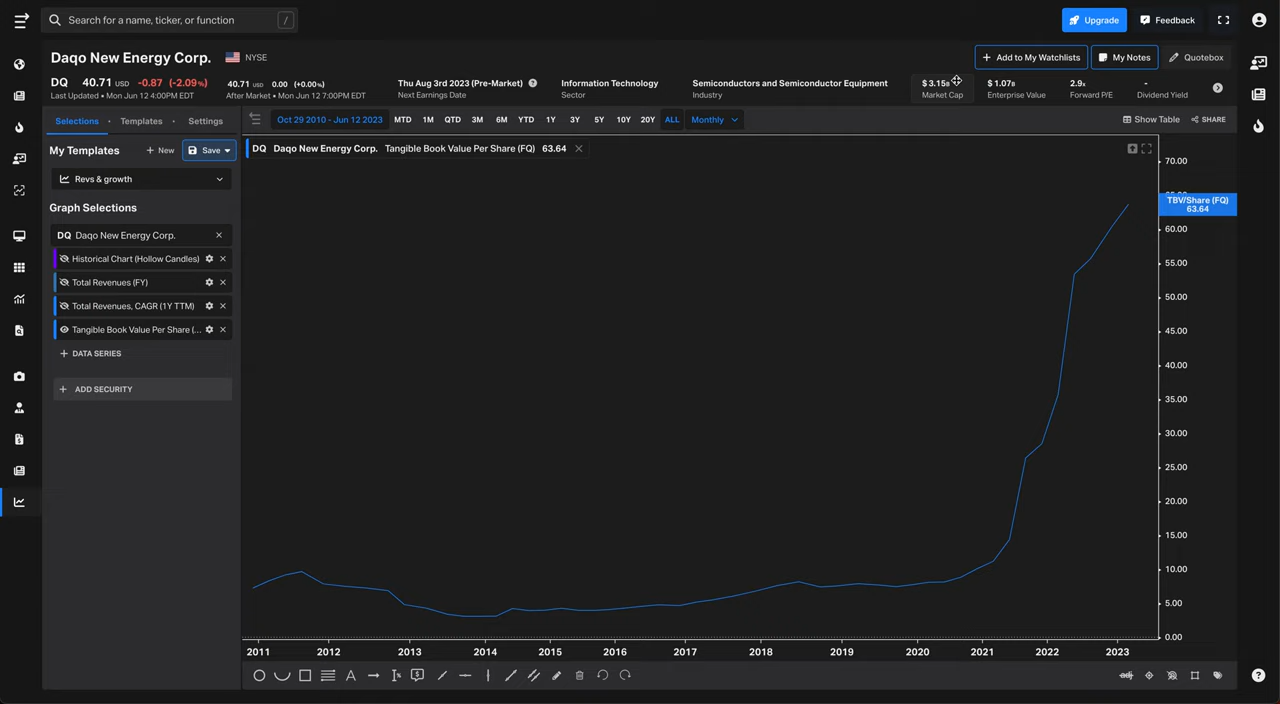 Search for a name, ticker, or function
/
Upgrade
Feedback
Daqo New Energy Corp.
NYSE
Add to My Watchlists
My Notes
Quotebox
DQ 40.71 USD -0.87 (-2.09%)
Last Updated • Mon Jun 12 4:00PM EDT
40.71 USD 0.00 (+0.00%)
After Market • Mon Jun 12 7:00PM EDT
Thu Aug 3rd 2023 (Pre-Market)
Next Earnings Date
Information Technology
Sector
Semiconductors and Semiconductor Equipment
Industry
$ 3.15B
Market Cap
$ 1.07B
Enterprise Value
2.9x
Forward P/E
-
Dividend Yield
Selections • Templates • Settings
Oct 29 2010 - Jun 12 2023 MTD 1M QTD 3M 6M YTD 1Y 3Y 5Y 10Y 20Y ALL Monthly
Show Table
SHARE
My Templates
+ New
Save
Revs & growth
Graph Selections
DQ Daqo New Energy Corp.
Historical Chart (Hollow Candles)
Total Revenues (FY)
Total Revenues, CAGR (1Y TTM)
Tangible Book Value Per Share (...
+ DATA SERIES
+ ADD SECURITY
DQ Daqo New Energy Corp. Tangible Book Value Per Share (FQ) 63.64
70.00
TBV/Share (FQ)
63.64
60.00
55.00
50.00
45.00
40.00
35.00
30.00
25.00
20.00
15.00
10.00
5.00
0.00
2011 2012 2013 2014 2015 2016 2017 2018 2019 2020 2021 2022 2023